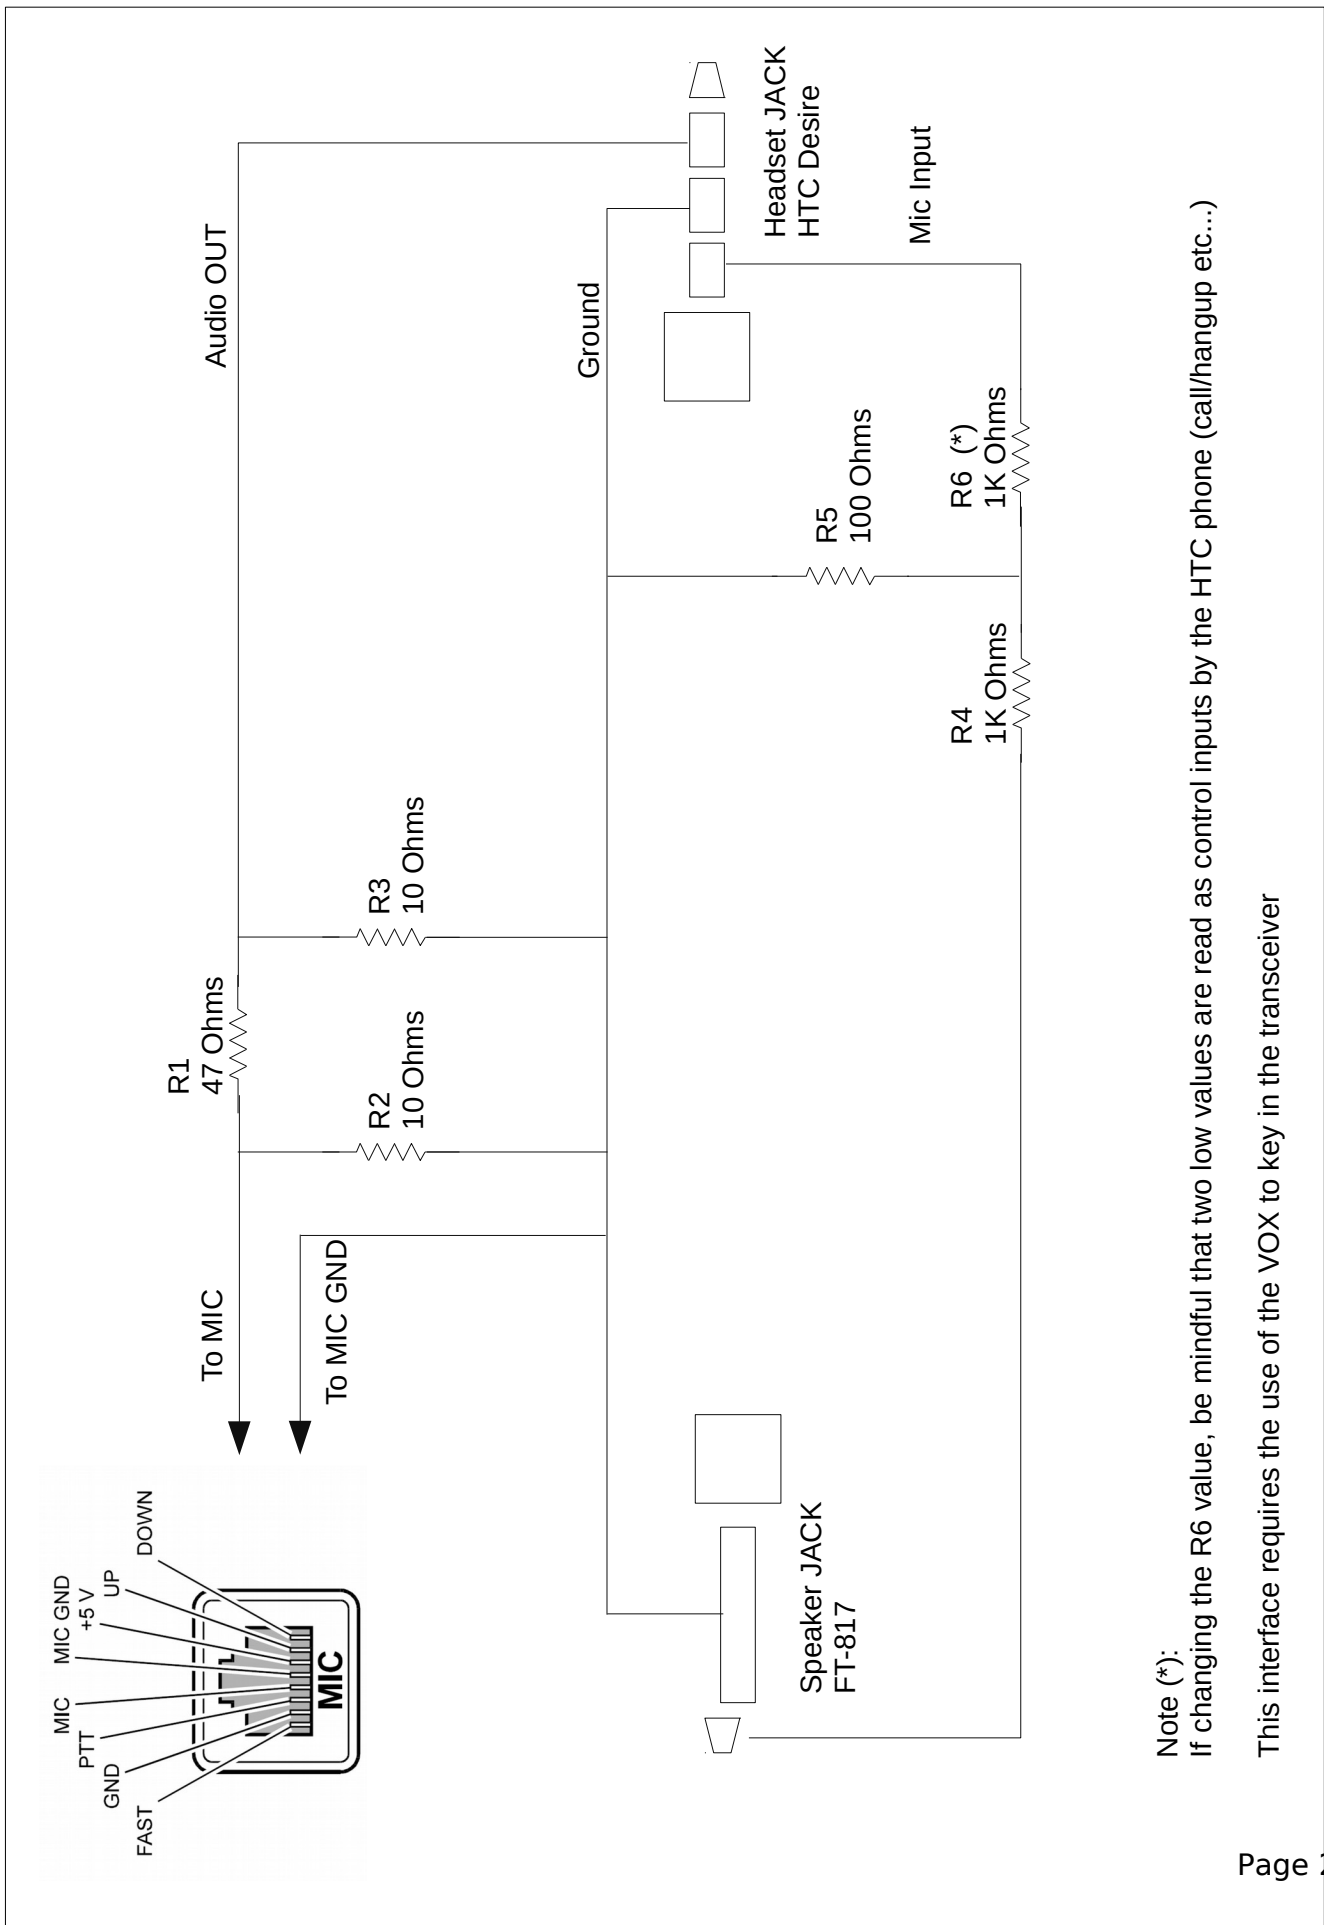 FAST
GND
PTT
MIC
MIC GND
+5 V
UP
DOWN
MIC
To MIC
To MIC GND
R1
47 Ohms
R2
10 Ohms
R3
10 Ohms
Audio OUT
Ground
Headset JACK
HTC Desire
Mic Input
R5
100 Ohms
R6 (*)
1K Ohms
R4
1K Ohms
Speaker JACK
FT-817
Note (*):
If changing the R6 value, be mindful that two low values are read as control inputs by the HTC phone (call/hangup etc...)
This interface requires the use of the VOX to key in the transceiver
Page